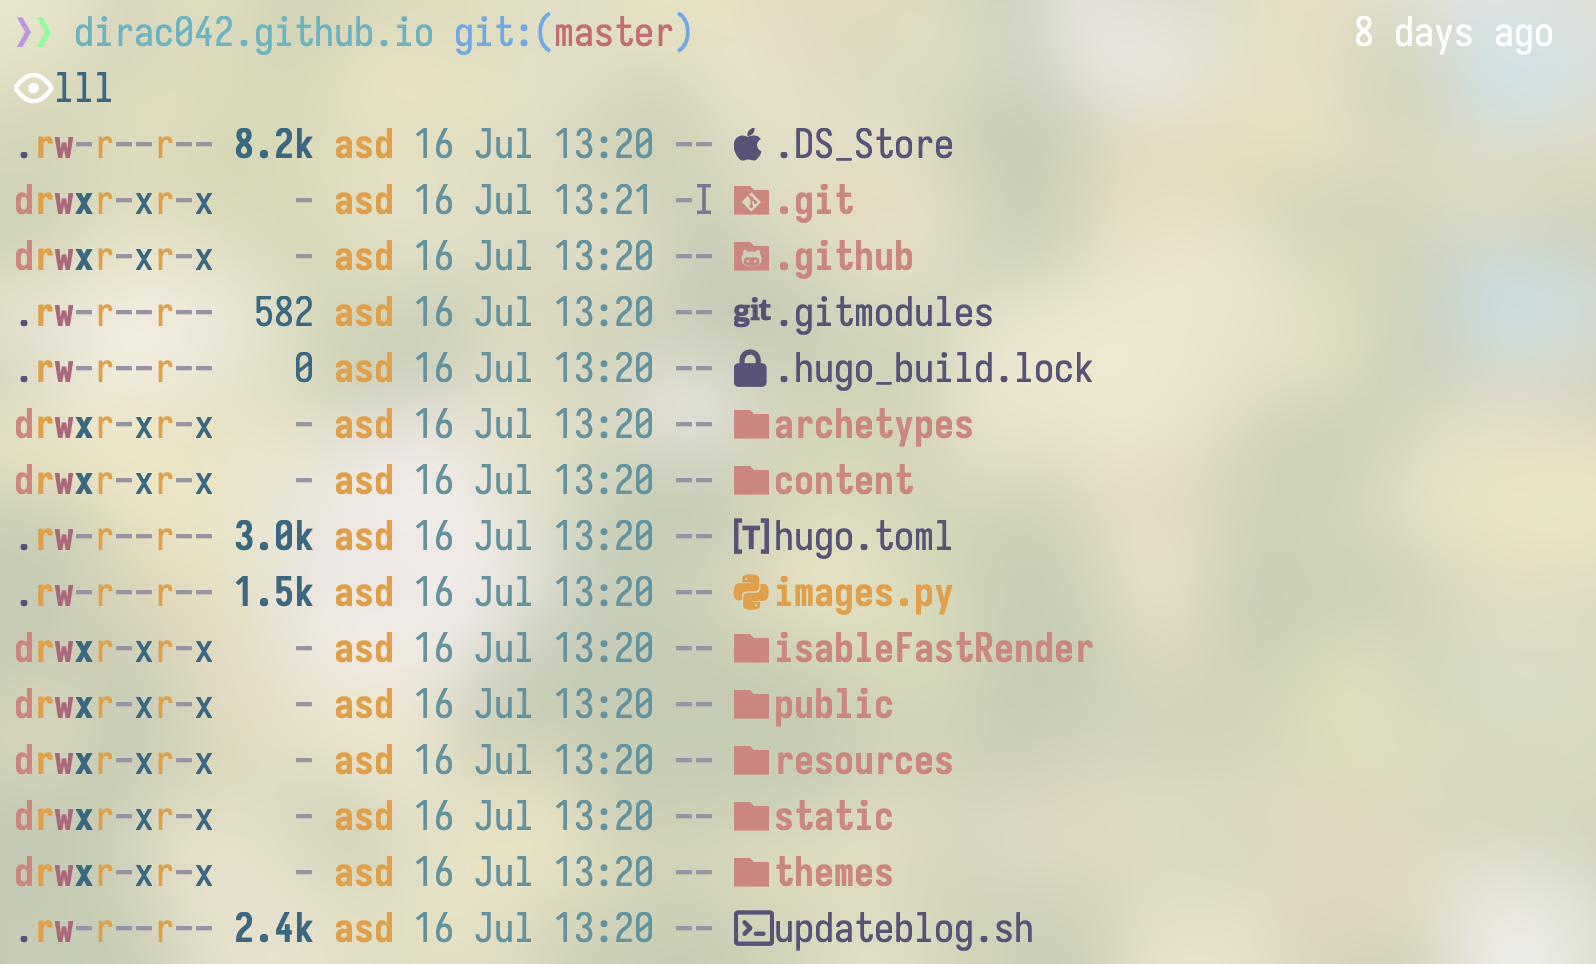 ❯❯ dirac042.github.io git:(master) 8 days ago
lll
.rw-r--r-- 8.2k asd 16 Jul 13:20 -- .DS_Store
drwxr-xr-x - asd 16 Jul 13:21 -I .git
drwxr-xr-x - asd 16 Jul 13:20 -- .github
.rw-r--r-- 582 asd 16 Jul 13:20 -- git .gitmodules
.rw-r--r-- 0 asd 16 Jul 13:20 -- .hugo_build.lock
drwxr-xr-x - asd 16 Jul 13:20 -- archetypes
drwxr-xr-x - asd 16 Jul 13:20 -- content
.rw-r--r-- 3.0k asd 16 Jul 13:20 -- [T] hugo.toml
.rw-r--r-- 1.5k asd 16 Jul 13:20 -- images.py
drwxr-xr-x - asd 16 Jul 13:20 -- isableFastRender
drwxr-xr-x - asd 16 Jul 13:20 -- public
drwxr-xr-x - asd 16 Jul 13:20 -- resources
drwxr-xr-x - asd 16 Jul 13:20 -- static
drwxr-xr-x - asd 16 Jul 13:20 -- themes
.rw-r--r-- 2.4k asd 16 Jul 13:20 -- updateblog.sh